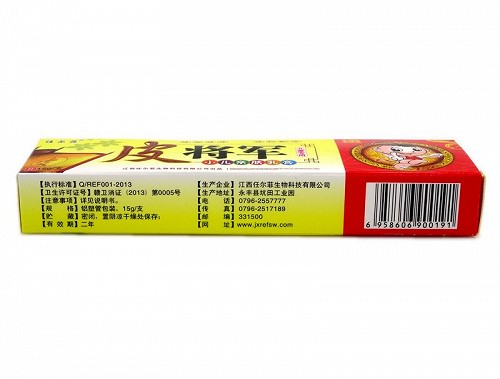 皮将军
小儿萃肤乳膏
【执行标准】Q/REF001-2013
【卫生许可证号】赣卫消证（2013）第0005号
【注意事项】详见说明书。
【规 格】铝塑管包装，15g/支
【贮 藏】密闭，置阴凉干燥处保存。
【有 效 期】二年
【生产企业】江西任尔菲生物科技有限公司
【生产地址】永丰县坑田工业园
【电 话】0796-2557777
【传 真】0796-2517189
【邮 编】331500
【网 址】www.jxrefsw.com
6 958606 900191